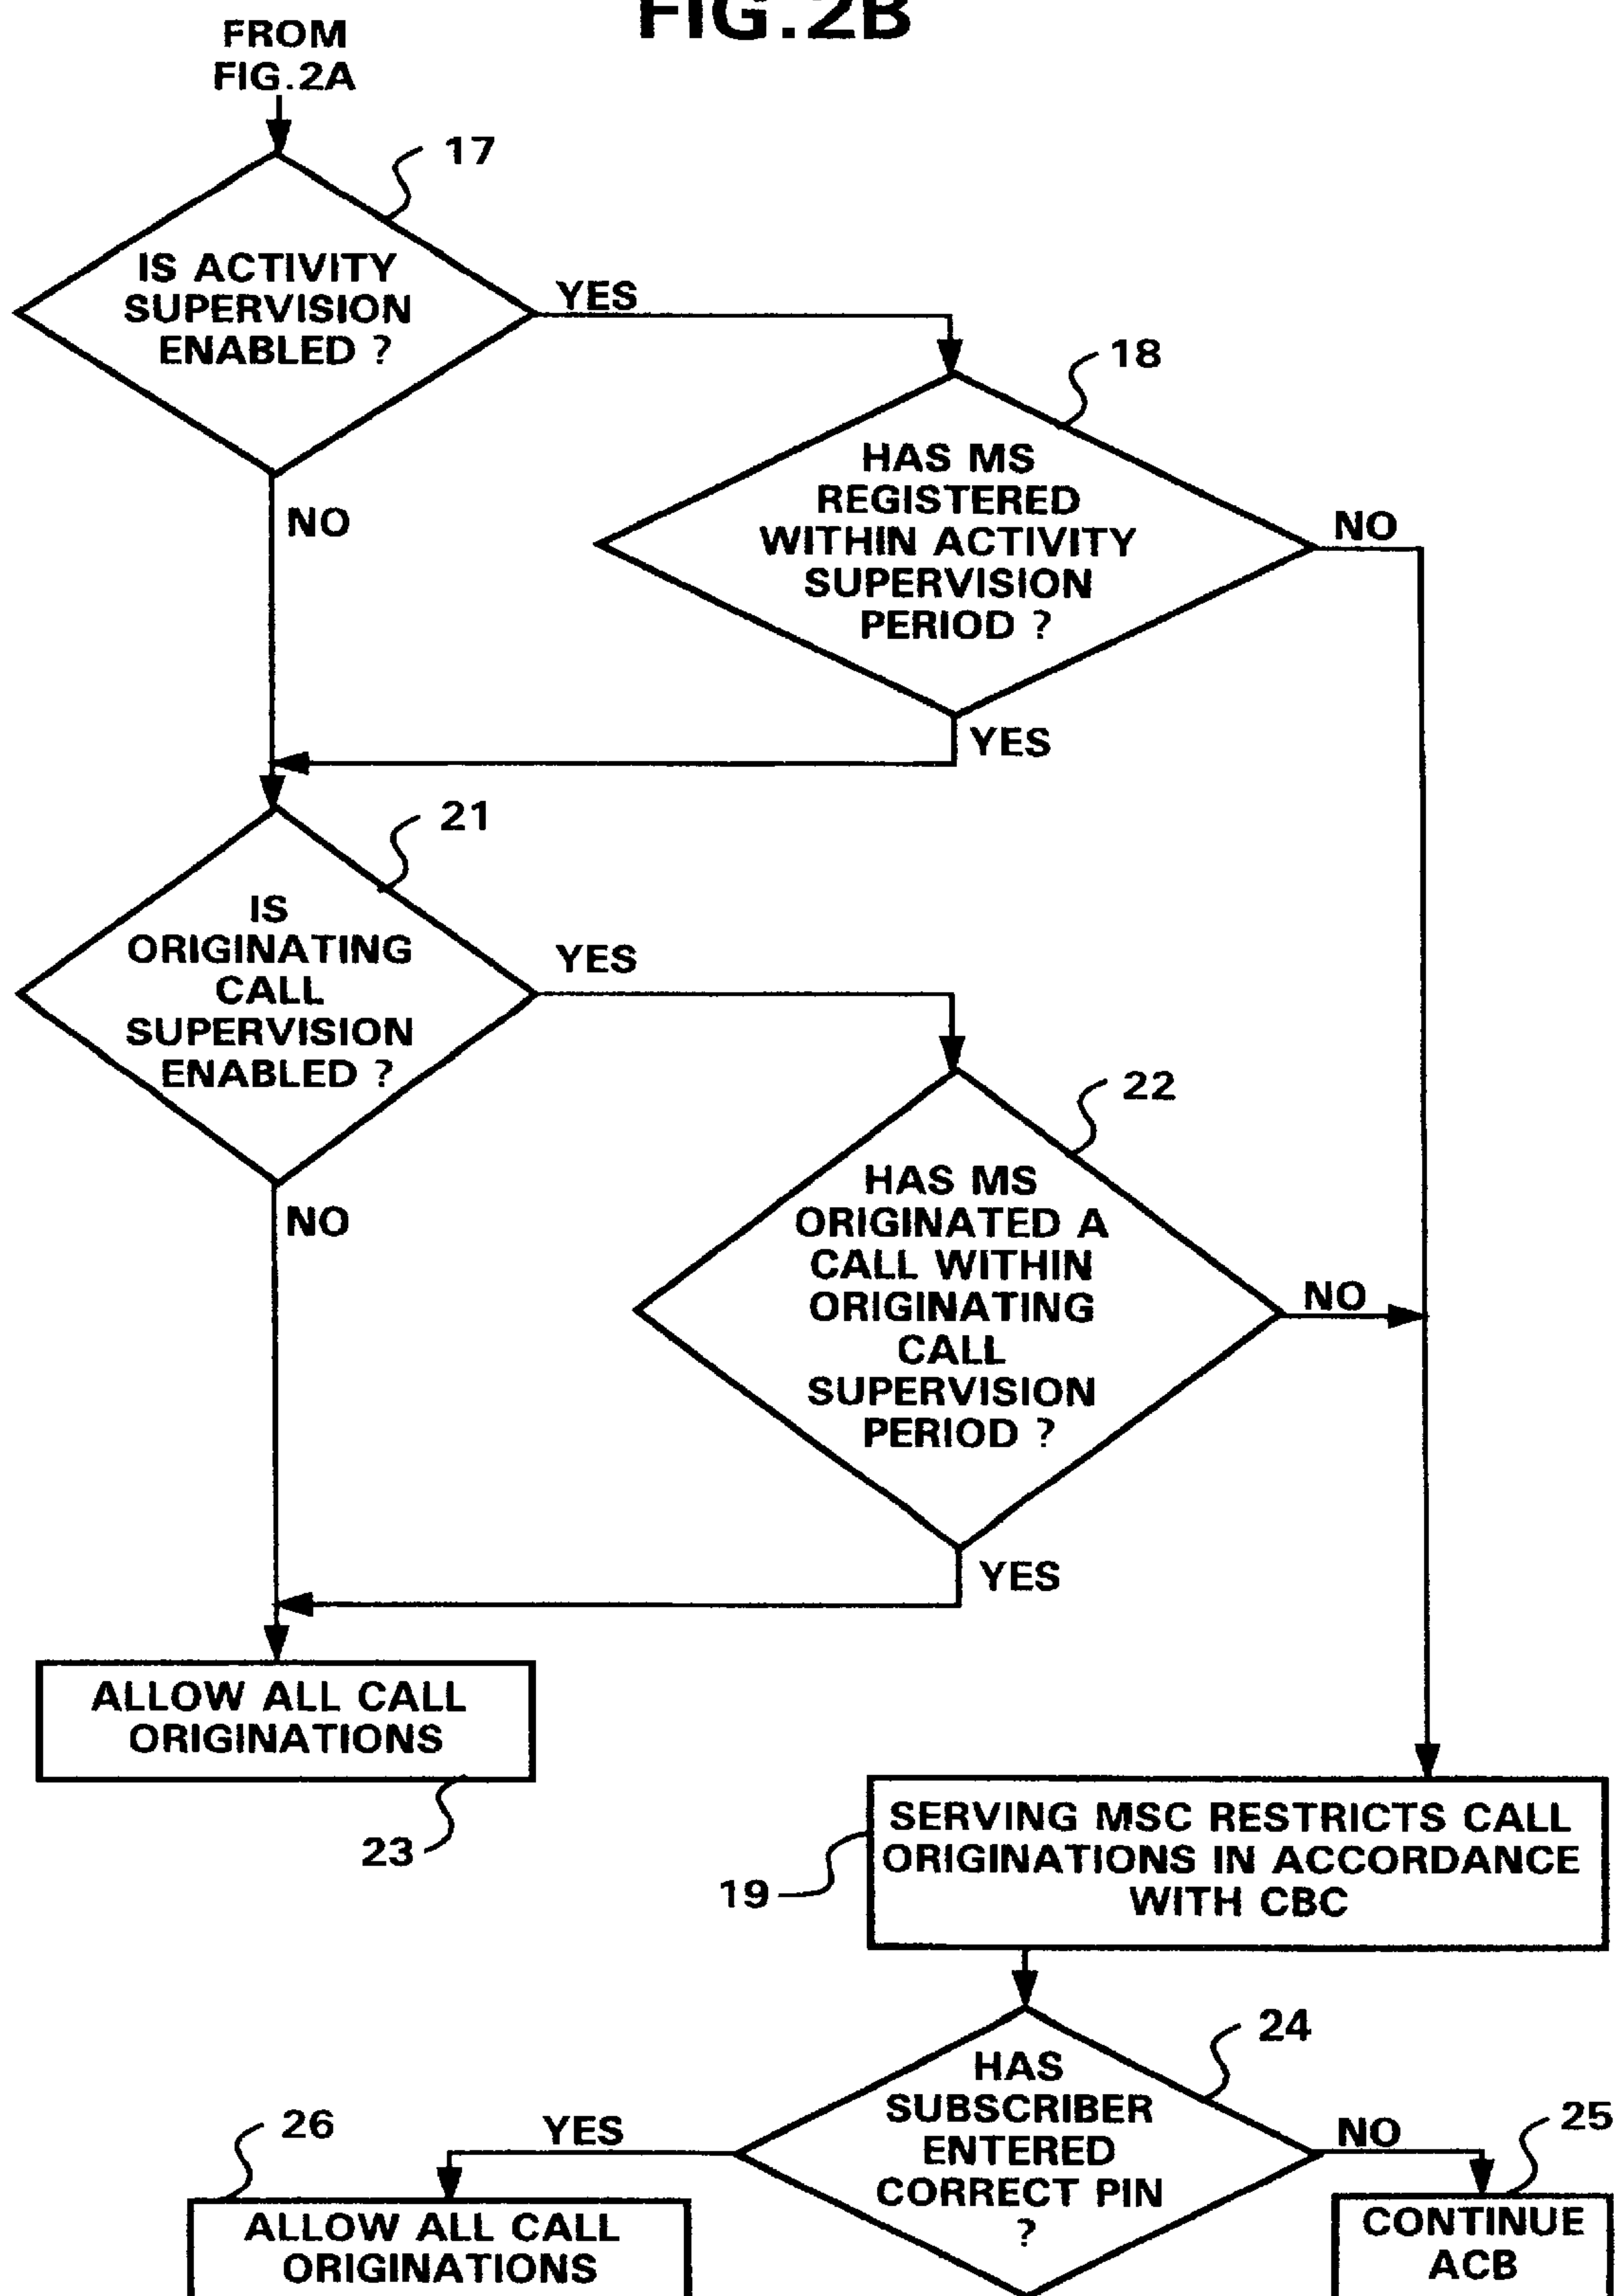 FIG.2B
FROM
FIG.2A
17
IS ACTIVITY
SUPERVISION
ENABLED ?
YES
NO
18
HAS MS
REGISTERED
WITHIN ACTIVITY
SUPERVISION
PERIOD ?
NO
YES
21
IS
ORIGINATING
CALL
SUPERVISION
ENABLED ?
YES
NO
22
HAS MS
ORIGINATED A
CALL WITHIN
ORIGINATING
CALL
SUPERVISION
PERIOD ?
NO
YES
ALLOW ALL CALL
ORIGINATIONS
23
SERVING MSC RESTRICTS CALL
ORIGINATIONS IN ACCORDANCE
WITH CBC
19
24
HAS
SUBSCRIBER
ENTERED
CORRECT PIN
?
YES
NO
26
ALLOW ALL CALL
ORIGINATIONS
25
CONTINUE
ACB